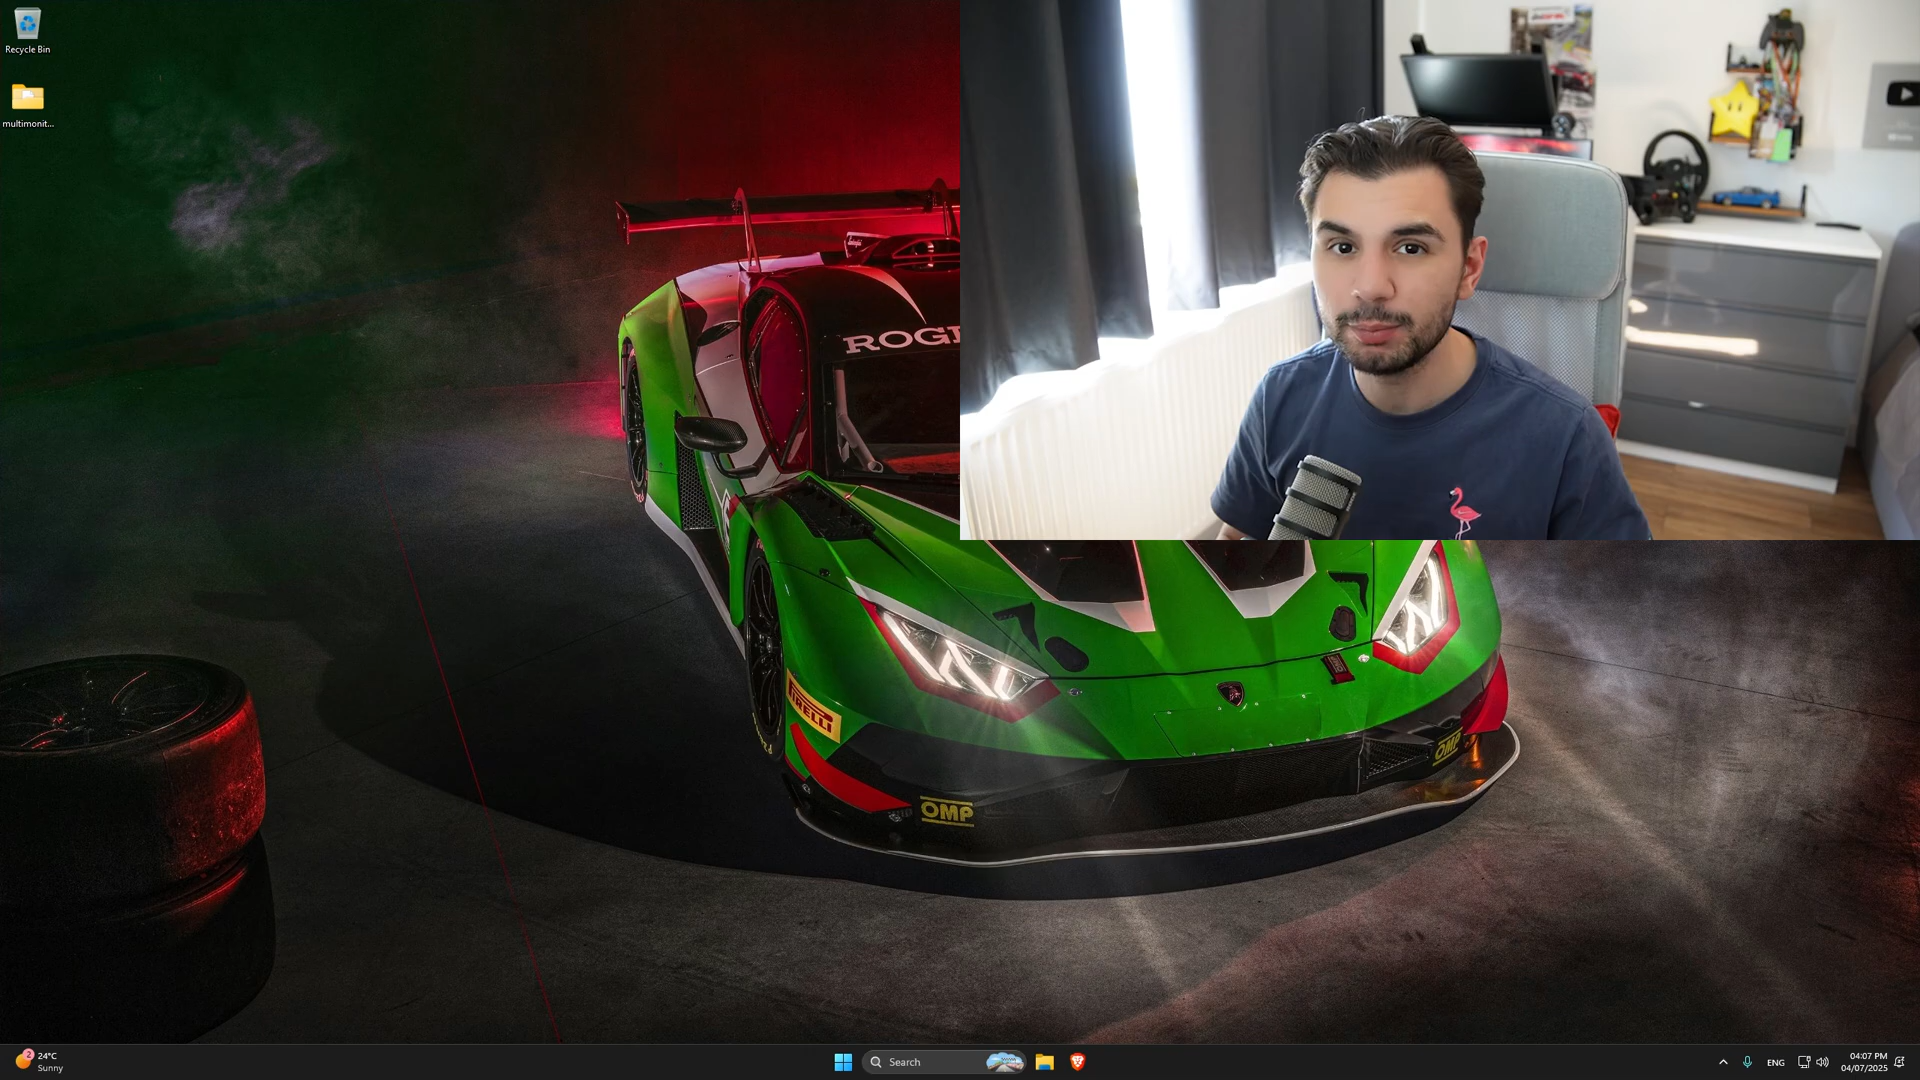 Recycle Bin
multimonit...
ROGI
PIRELLI
OMP
OMP
24°C
Sunny
Search
ENG
04:07 PM
04/07/2025